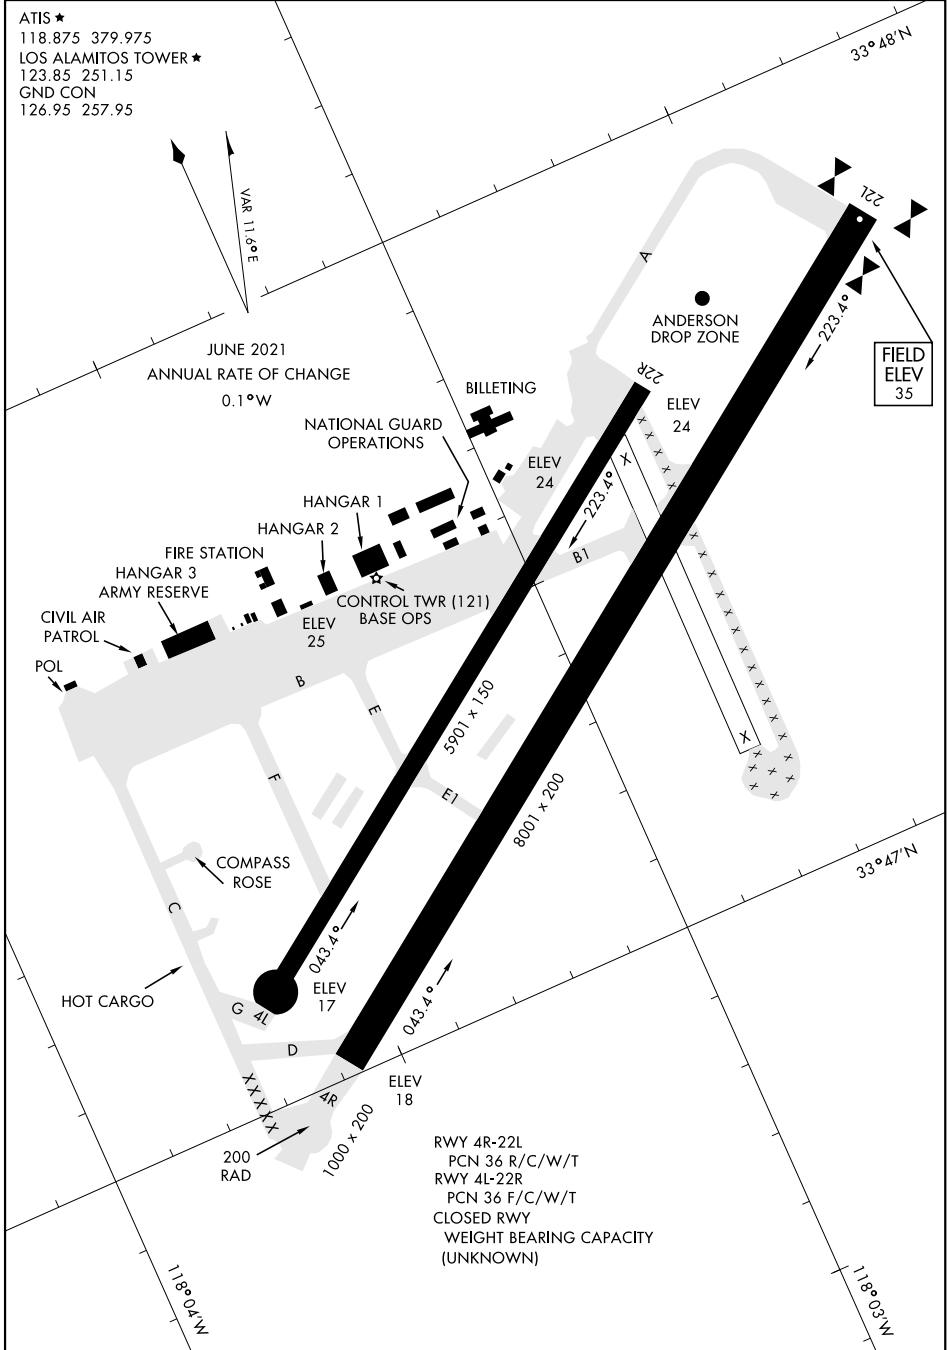 ATIS ★
118.875 379.975
LOS ALAMITOS TOWER ★
123.85 251.15
GND CON
126.95 257.95
33°48'N
VAR 11.6°E
22L
A
ANDERSON
DROP ZONE
223.4°
FIELD
ELEV
35
JUNE 2021
ANNUAL RATE OF CHANGE
0.1°W
22R
BILLETING
ELEV
24
NATIONAL GUARD
OPERATIONS
X
ELEV
24
223.4°
HANGAR 1
HANGAR 2
B1
FIRE STATION
HANGAR 3
ARMY RESERVE
CONTROL TWR (121)
BASE OPS
CIVIL AIR
PATROL
ELEV
25
POL
B
E
5901 x 150
X
F
E1
8001 x 200
33°47'N
COMPASS
ROSE
C
043.4°
HOT CARGO
ELEV
17
G
4L
043.4°
D
X X X X X
ELEV
18
4R
1000 x 200
200
RAD
RWY 4R-22L
PCN 36 R/C/W/T
RWY 4L-22R
PCN 36 F/C/W/T
CLOSED RWY
WEIGHT BEARING CAPACITY
(UNKNOWN)
118°04'W
118°03'W